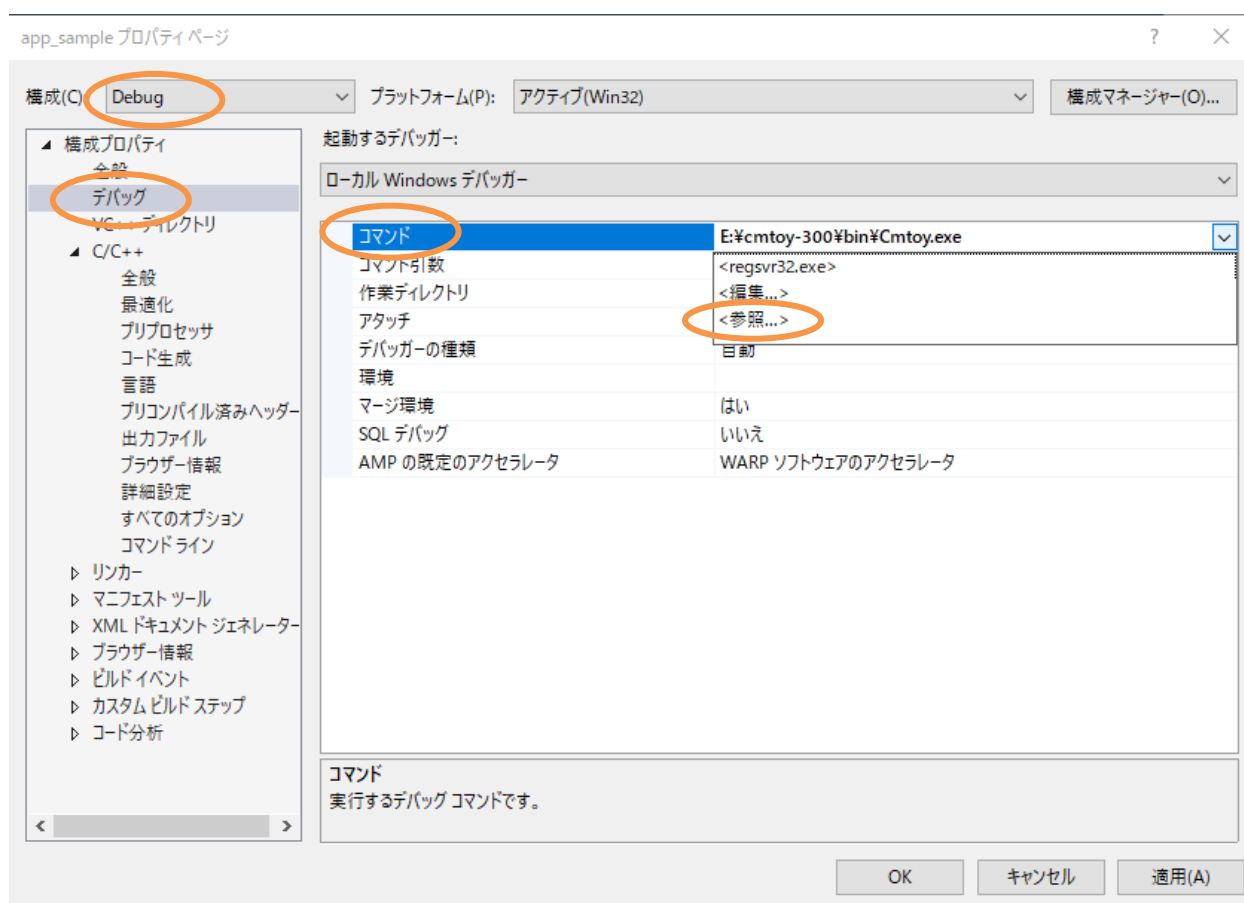 app_sample プロパティ ページ
?
構成(C)
Debug
プラットフォーム(P):
アクティブ(Win32)
構成マネージャー(O)...
構成プロパティ
全般
デバッグ
VC++ ディレクトリ
C/C++
全般
最適化
プリプロセッサ
コード生成
言語
プリコンパイル済みヘッダー
出力ファイル
ブラウザー情報
詳細設定
すべてのオプション
コマンド ライン
リンカー
マニフェスト ツール
XML ドキュメント ジェネレーター
ブラウザー情報
ビルド イベント
カスタム ビルド ステップ
コード分析
起動するデバッガー:
ローカル Windows デバッガー
コマンド
E:¥cmtoy-300¥bin¥Cmtoy.exe
コマンド引数
<regsvr32.exe>
作業ディレクトリ
<編集...>
アタッチ
<参照...>
デバッガーの種類
自動
環境
マージ環境
はい
SQL デバッグ
いいえ
AMP の既定のアクセラレータ
WARP ソフトウェアのアクセラレータ
コマンド
実行するデバッグ コマンドです。
OK
キャンセル
適用(A)